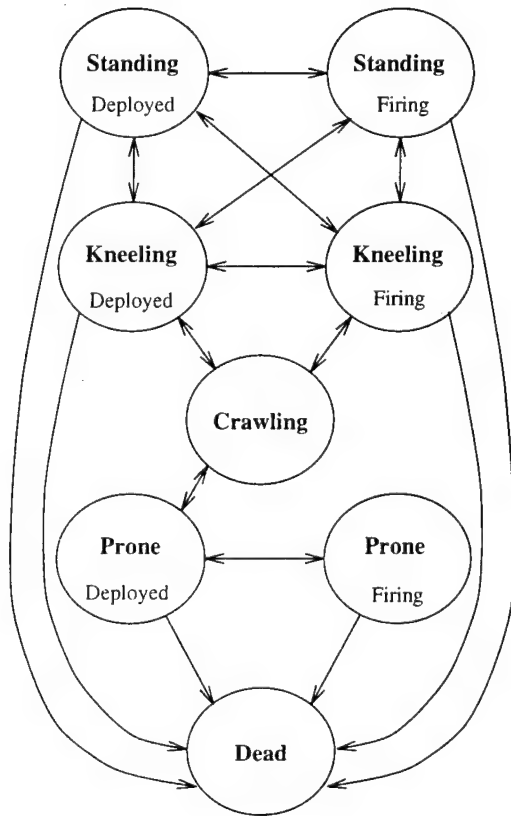 Standing
Deployed
Standing
Firing
Kneeling
Deployed
Kneeling
Firing
Crawling
Prone
Deployed
Prone
Firing
Dead